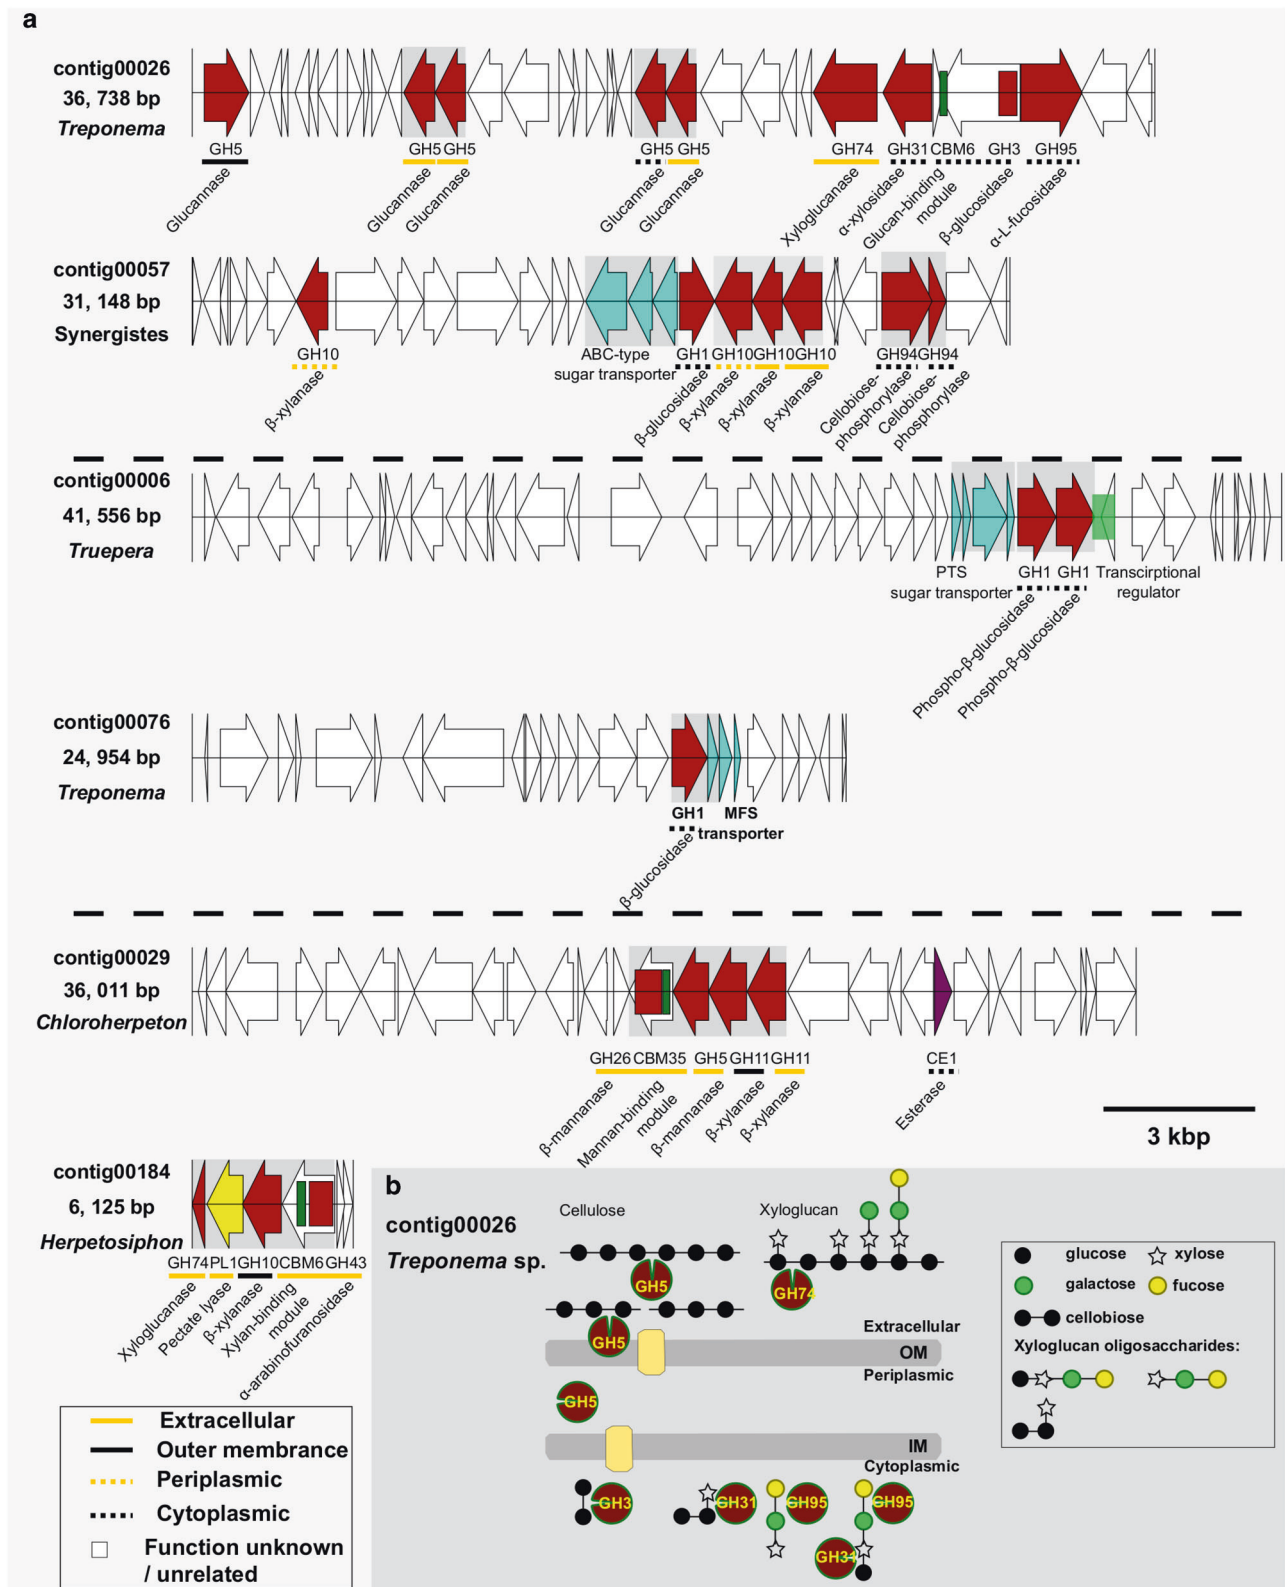 a
contig00026
36, 738 bp
Treponema
GH5 GH5 GH5 GH5 GH5 GH74 GH31 CBM6 GH3 GH95
Glucannase
Glucannase
Glucannase
Glucannase
Glucannase
Xyloglucanase
α-xylosidase
Glucan-binding
module
β-glucosidase
α-L-fucosidase
contig00057
31, 148 bp
Synergistes
GH10
ABC-type
sugar transporter
GH1 GH10 GH10 GH10 GH94 GH94
β-xylanase
β-glucosidase
β-xylanase
β-xylanase
β-xylanase
Cellobiose-
phosphorylase
Cellobiose-
phosphorylase
contig00006
41, 556 bp
Truepera
PTS
sugar transporter
GH1 GH1
Transcirptional
regulator
Phospho-β-glucosidase
Phospho-β-glucosidase
contig00076
24, 954 bp
Treponema
GH1 MFS
transporter
β-glucosidase
contig00029
36, 011 bp
Chloroherpeton
GH26 CBM35 GH5 GH11 GH11 CE1
β-mannanase
Mannan-binding
module
β-mannanase
β-xylanase
β-xylanase
Esterase
3 kbp
contig00184
6, 125 bp
Herpetosiphon
GH74 PL1 GH10 CBM6 GH43
Xyloglucanase
Pectate lyase
β-xylanase
Xylan-binding
module
α-arabinofuranosidase
Extracellular
Outer membrance
Periplasmic
Cytoplasmic
Function unknown
/ unrelated
b
contig00026
Treponema sp.
Cellulose
Xyloglucan
GH5
GH74
GH5
Extracellular
OM
Periplasmic
GH5
IM
Cytoplasmic
GH3 GH31 GH95 GH95
GH31
glucose xylose
galactose fucose
cellobiose
Xyloglucan oligosaccharides: